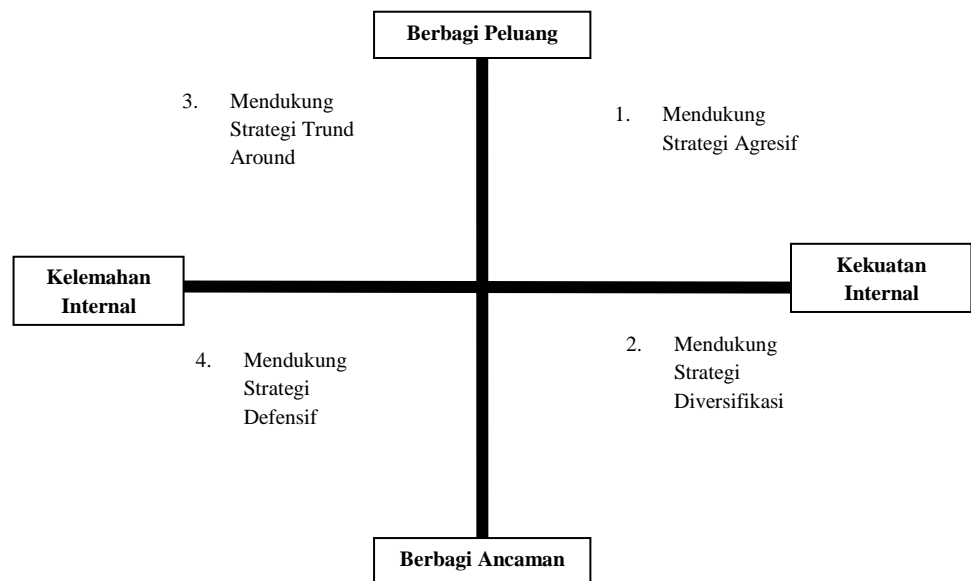 Berbagi Peluang
3. Mendukung
Strategi Trund
Around
1. Mendukung
Strategi Agresif
Kelemahan
Internal
Kekuatan
Internal
4. Mendukung
Strategi
Defensif
2. Mendukung
Strategi
Diversifikasi
Berbagi Ancaman